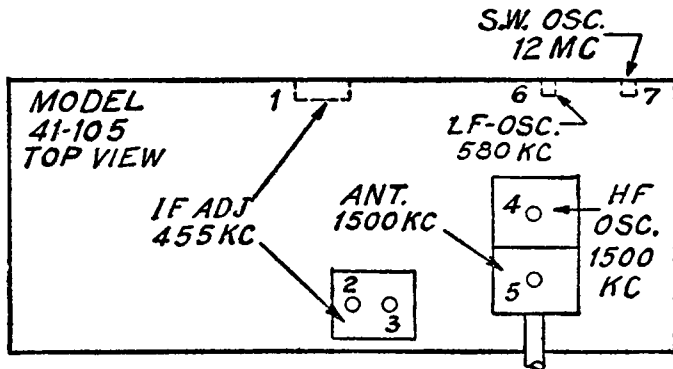 S.W. OSC.
12 MC
MODEL
41-105
TOP VIEW
1
6
7
LF-OSC.
580 KC
IF ADJ
455 KC
ANT.
1500 KC
4
HF
OSC.
1500
KC
5
2
3